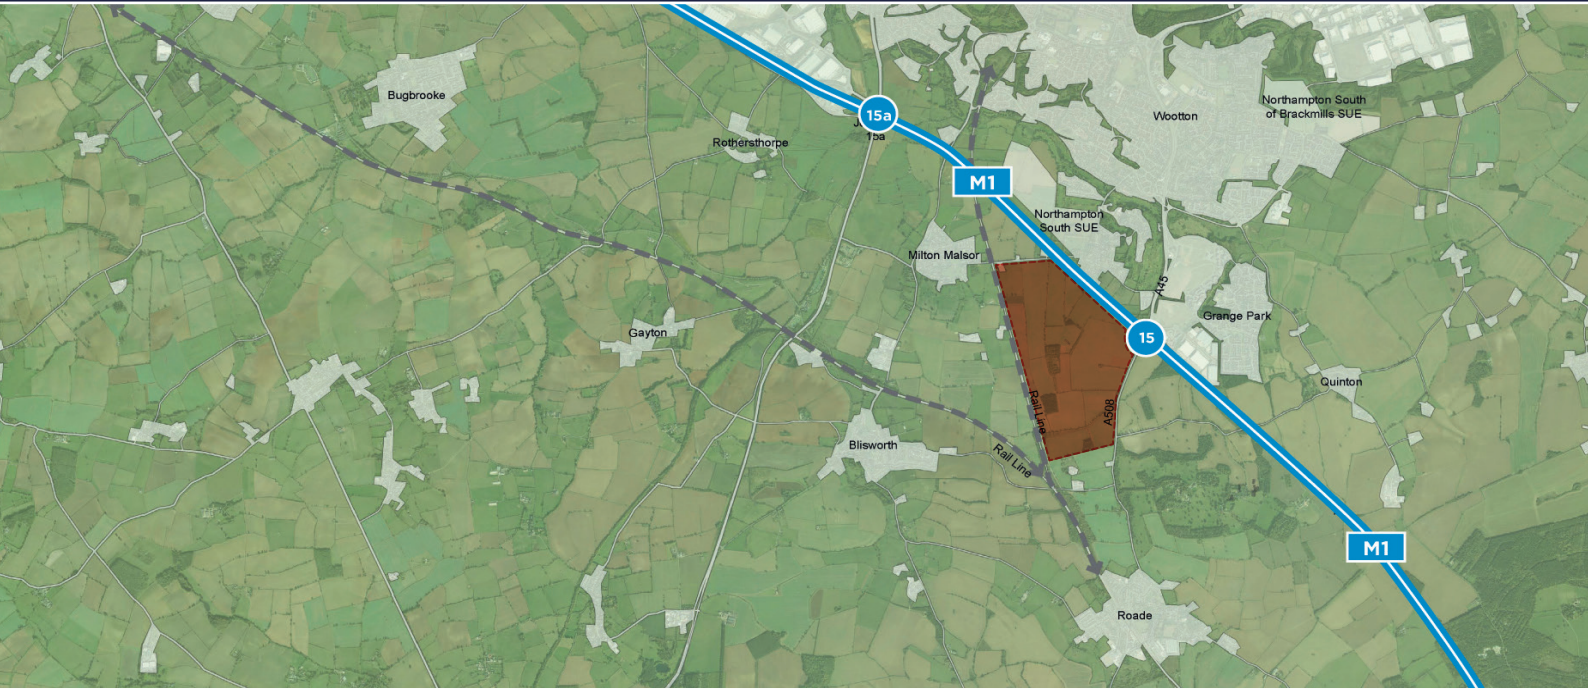 Bugbrooke
15a
J
15a
Rothersthorpe
Wootton
Northampton South
of Brackmills SUE
M1
Northampton
South SUE
Milton Malsor
A45
Grange Park
15
Gayton
Quinton
Rail Line
A508
Blisworth
Rail Line
M1
Roade